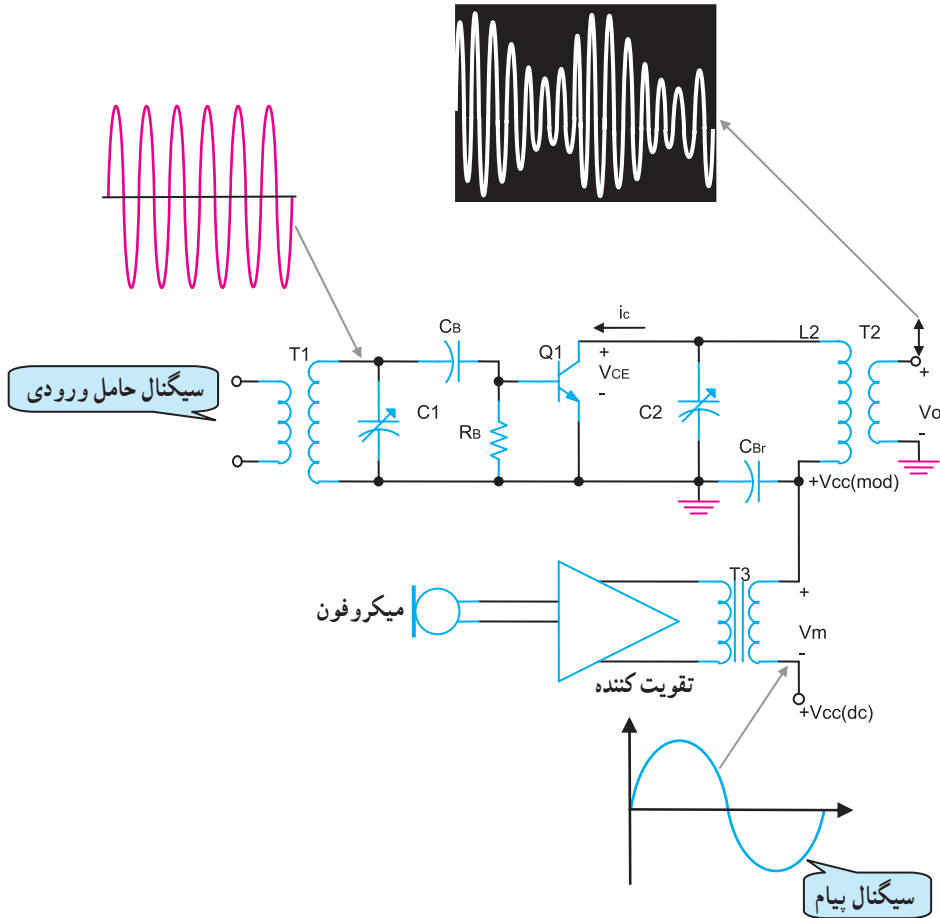 سیگنال حامل ورودی
T1
C1
CB
RB
Q1
+
VCE
-
ic
C2
CBr
L2
T2
+
Vo
-
+Vcc(mod)
میکروفون
تقویت کننده
T3
+
Vm
-
+Vcc(dc)
سیگنال پیام